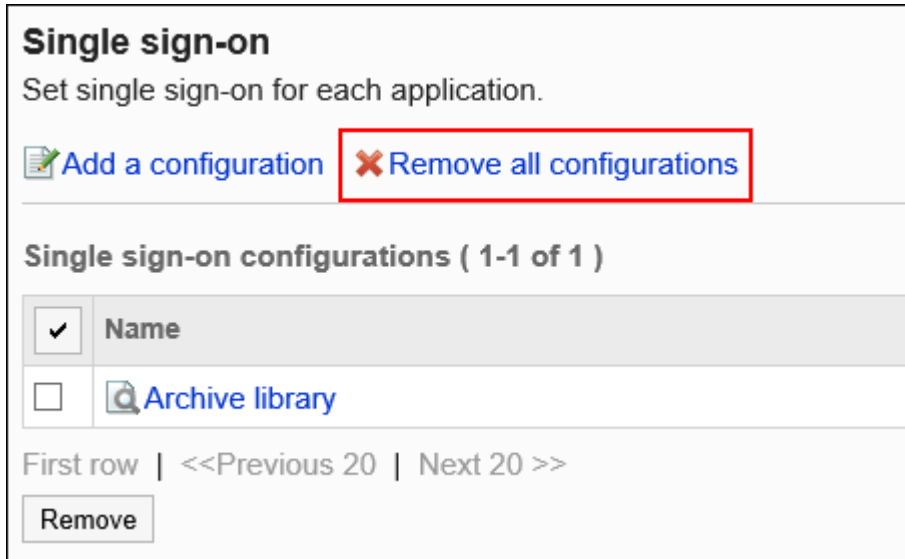 Single sign-on
Set single sign-on for each application.
Add a configuration Remove all configurations
Single sign-on configurations ( 1-1 of 1 )
Name
Archive library
First row | <<Previous 20 | Next 20 >>
Remove